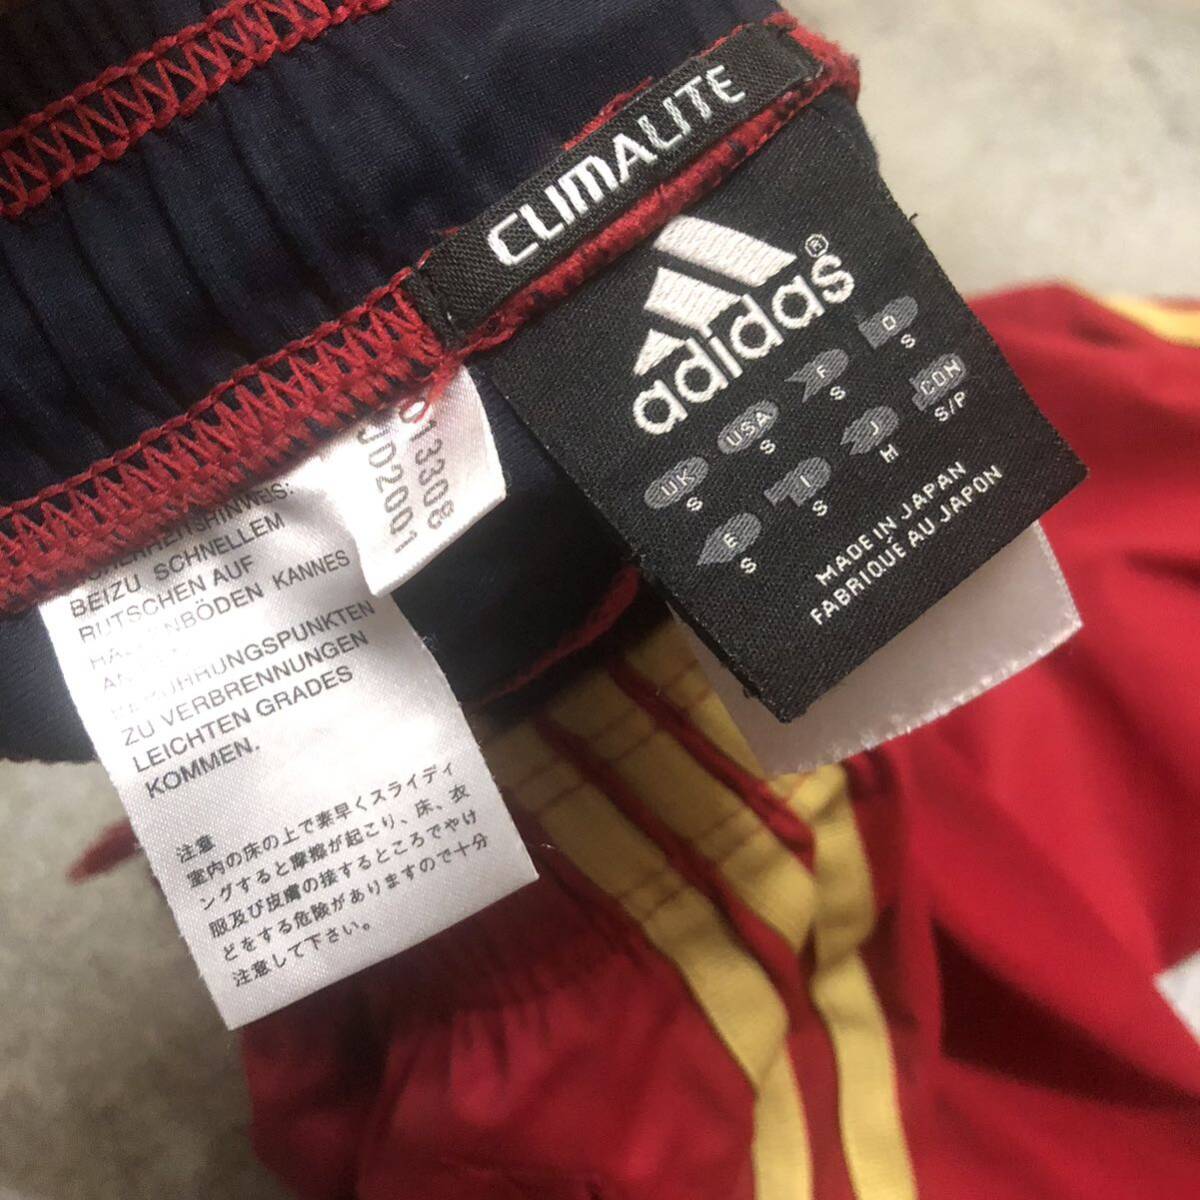 CLIMALITE
adidas®
UK S
USA S
F S
D S
E S
I S
J M
CDN S/P
MADE IN JAPAN
FABRIQUÉ AU JAPON
013308
JD2001
BEIZU SCHNELLEM
RUTSCHEN AUF
KANNES
ZU VERBRENNUNGEN
LEICHTEN GRADES
KOMMEN.
注意
室内の床の上で素早くスライディ
ングすると摩擦が起こり、床、衣
服及び皮膚の接するところでやけ
どをする危険がありますので十分
注意して下さい。